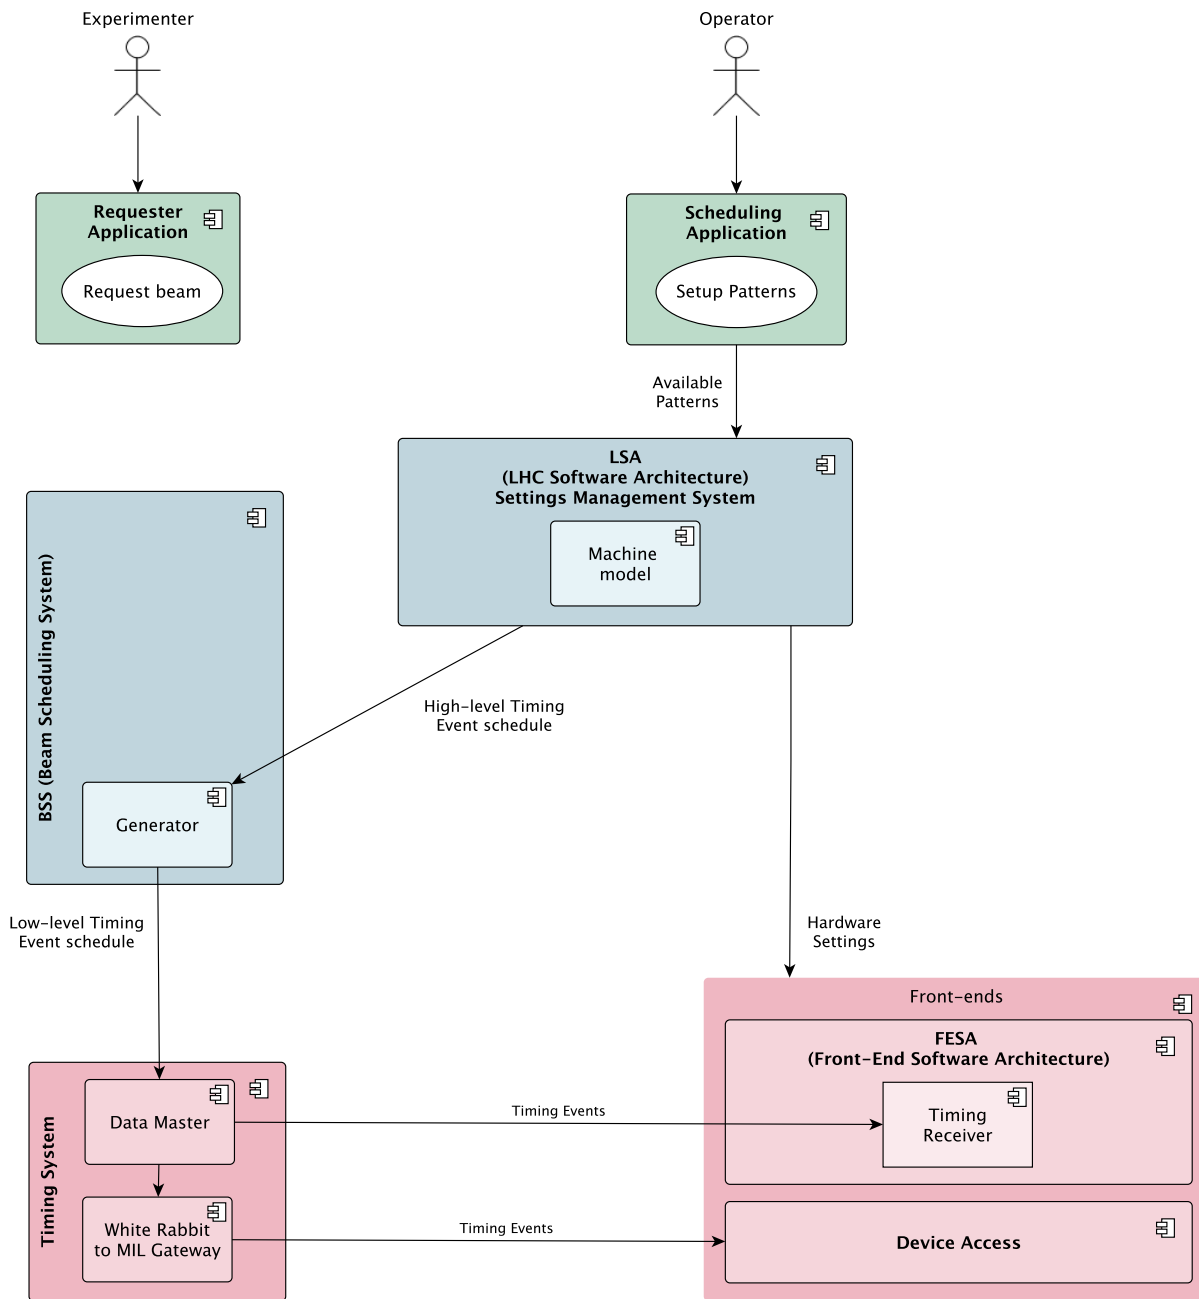 Experimenter
Operator
Requester
Application
Request beam
Scheduling
Application
Setup Patterns
Available
Patterns
LSA
(LHC Software Architecture)
Settings Management System
Machine
model
BSS (Beam Scheduling System)
High-level Timing
Event schedule
Generator
Low-level Timing
Event schedule
Hardware
Settings
Front-ends
FESA
(Front-End Software Architecture)
Timing
Receiver
Timing System
Data Master
Timing Events
White Rabbit
to MIL Gateway
Timing Events
Device Access